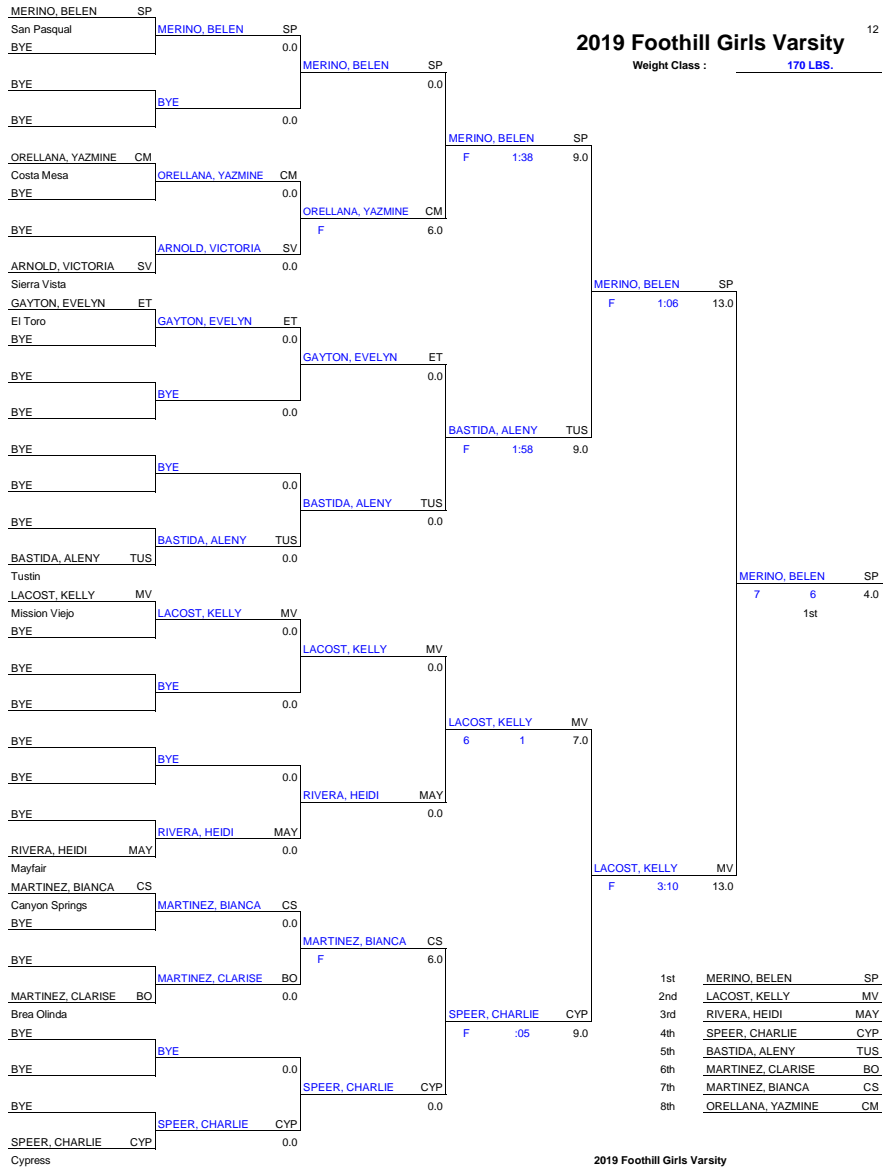 12
2019 Foothill Girls Varsity
Weight Class : 170 LBS.
MERINO, BELEN SP
San Pasqual
BYE
BYE
BYE
ORELLANA, YAZMINE CM
Costa Mesa
BYE
BYE
ARNOLD, VICTORIA SV
Sierra Vista
GAYTON, EVELYN ET
El Toro
BYE
BYE
BYE
BYE
BYE
BYE
BASTIDA, ALENY TUS
Tustin
LACOST, KELLY MV
Mission Viejo
BYE
BYE
BYE
BYE
BYE
BYE
RIVERA, HEIDI MAY
Mayfair
MARTINEZ, BIANCA CS
Canyon Springs
BYE
BYE
MARTINEZ, CLARISE BO
Brea Olinda
BYE
BYE
BYE
SPEER, CHARLIE CYP
Cypress
MERINO, BELEN SP
0.0
BYE
0.0
ORELLANA, YAZMINE CM
0.0
ARNOLD, VICTORIA SV
0.0
GAYTON, EVELYN ET
0.0
BYE
0.0
BYE
0.0
BASTIDA, ALENY TUS
0.0
LACOST, KELLY MV
0.0
BYE
0.0
BYE
0.0
RIVERA, HEIDI MAY
0.0
MARTINEZ, BIANCA CS
0.0
MARTINEZ, CLARISE BO
0.0
BYE
0.0
SPEER, CHARLIE CYP
0.0
MERINO, BELEN SP
0.0
ORELLANA, YAZMINE CM
F 6.0
GAYTON, EVELYN ET
0.0
BASTIDA, ALENY TUS
0.0
LACOST, KELLY MV
0.0
RIVERA, HEIDI MAY
0.0
MARTINEZ, BIANCA CS
F 6.0
SPEER, CHARLIE CYP
0.0
MERINO, BELEN SP
F 1:38 9.0
BASTIDA, ALENY TUS
F 1:58 9.0
LACOST, KELLY MV
6 1 7.0
SPEER, CHARLIE CYP
F :05 9.0
MERINO, BELEN SP
F 1:06 13.0
LACOST, KELLY MV
F 3:10 13.0
MERINO, BELEN SP
7 6 4.0
1st
1st MERINO, BELEN SP
2nd LACOST, KELLY MV
3rd RIVERA, HEIDI MAY
4th SPEER, CHARLIE CYP
5th BASTIDA, ALENY TUS
6th MARTINEZ, CLARISE BO
7th MARTINEZ, BIANCA CS
8th ORELLANA, YAZMINE CM
2019 Foothill Girls Varsity